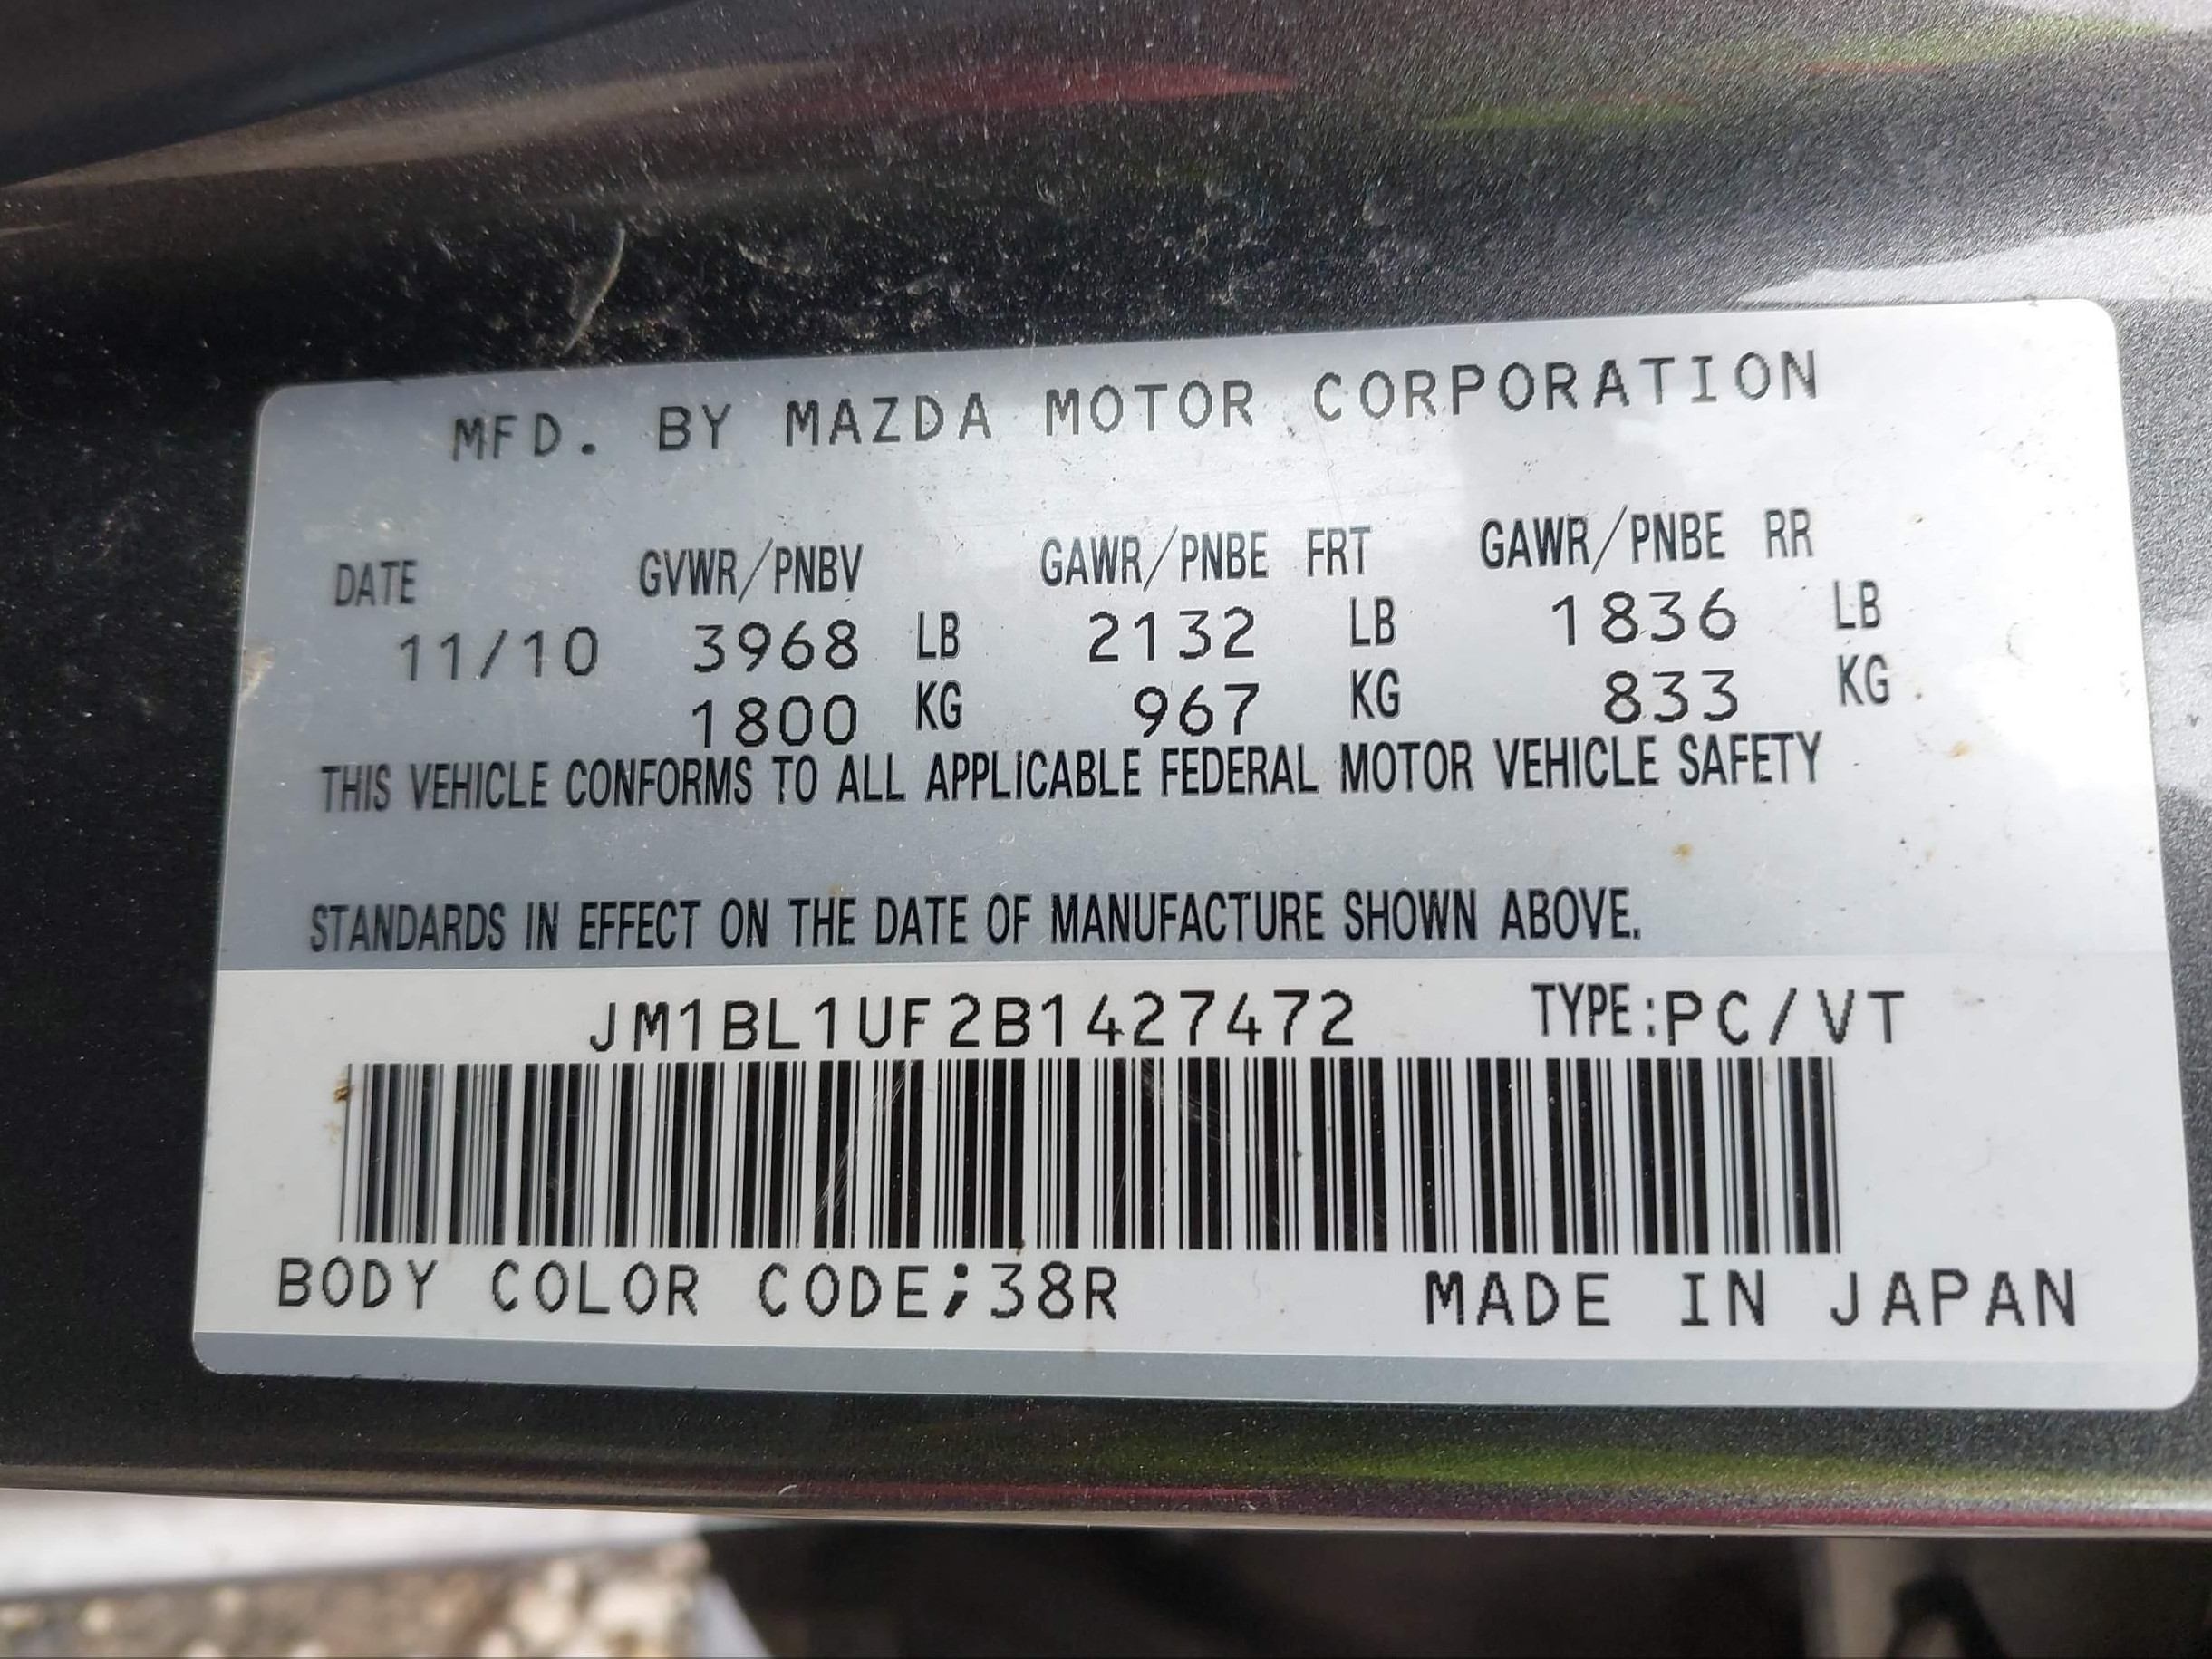 MFD. BY MAZDA MOTOR CORPORATION
DATE GVWR/PNBV GAWR/PNBE FRT GAWR/PNBE RR
11/10 3968 LB 2132 LB 1836 LB
1800 KG 967 KG 833 KG
THIS VEHICLE CONFORMS TO ALL APPLICABLE FEDERAL MOTOR VEHICLE SAFETY
STANDARDS IN EFFECT ON THE DATE OF MANUFACTURE SHOWN ABOVE.
JM1BL1UF2B1427472 TYPE:PC/VT
BODY COLOR CODE;38R MADE IN JAPAN